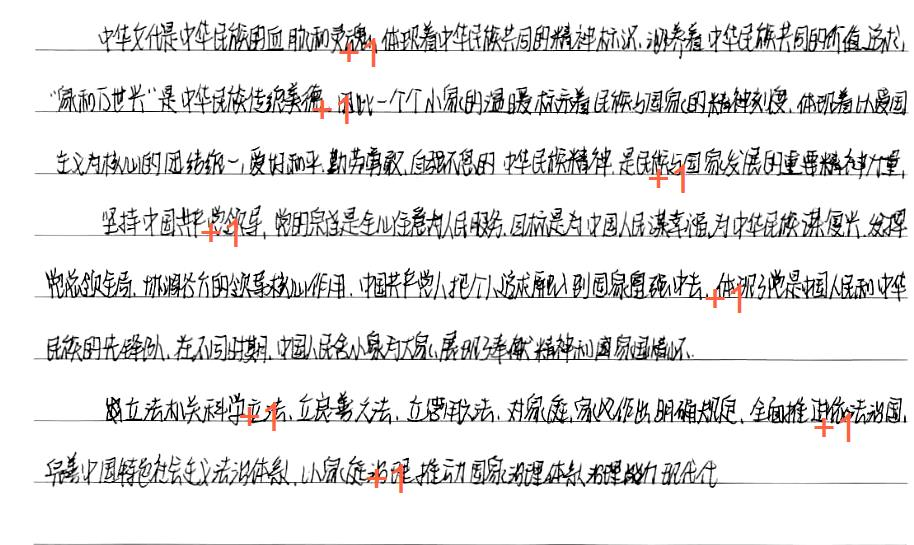 中华文化是中华民族的血脉和灵魂,体现着中华民族共同的精神标识,滋养着中华民族共同的价值追求,
+1
"家和万世兴"是中华民族传统美德,因此一个个小家的温暖标志着民族与国家的精神刻度,体现着以爱国
+1
主义为核心的团结统一,爱好和平,勤劳勇敢,自强不息的中华民族精神,是民族与国家发展的重要精神力量,
+1
坚持中国共产党领导,党的宗旨是全心全意为人民服务,目标是为中国人民谋幸福,为中华民族谋复兴,发挥
+1
党总领全局、协调各方的领导核心作用,中国共产党人把个人追求融入到国家富强中去,体现了党是中国人民和中华
+1
民族的先锋队,在不同时期,中国人民舍小家为大家,展现了奉献精神和家国情怀.
立法机关科学立法、立良善之法、立管用之法,对家庭、家风作出明确规定,全面推进依法治国,
+1 +1
完善中国特色社会主义法治体系,以小家庭治理,推动国家治理体系治理能力现代化
+1